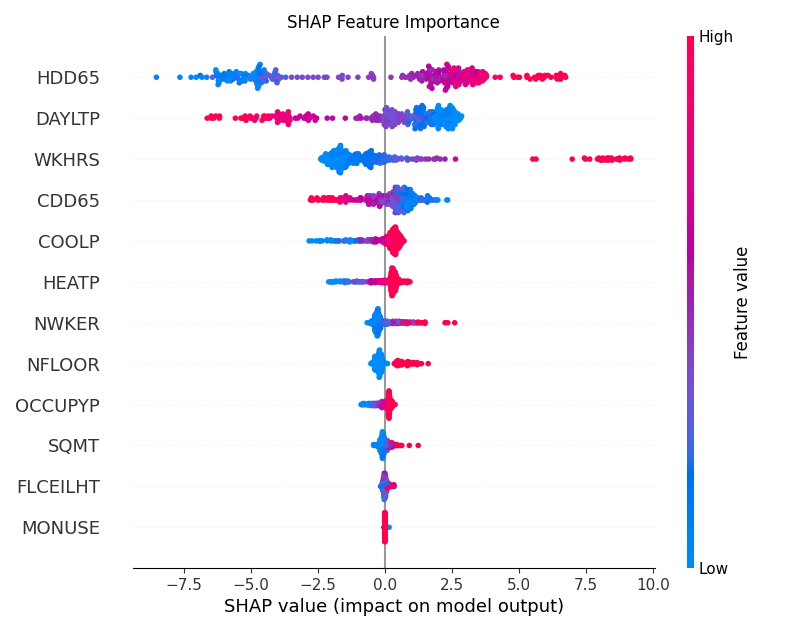 SHAP Feature Importance
High
HDD65
DAYLTP
WKHRS
CDD65
COOLP
HEATP
NWKER
NFLOOR
OCCUPYP
SQMT
FLCEILHT
MONUSE
Feature value
Low
−7.5 −5.0 −2.5 0.0 2.5 5.0 7.5 10.0
SHAP value (impact on model output)